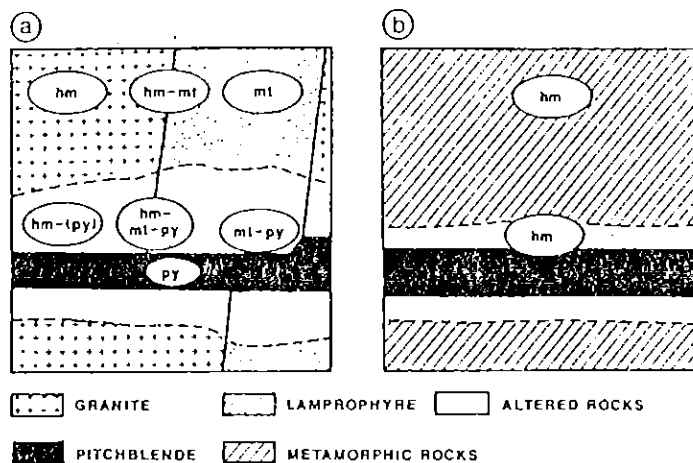 a b
hm hm-mt mt hm
hm-(py) hm-mt-py mt-py hm
py
GRANITE LAMPROPHYRE ALTERED ROCKS
PITCHBLENDE METAMORPHIC ROCKS